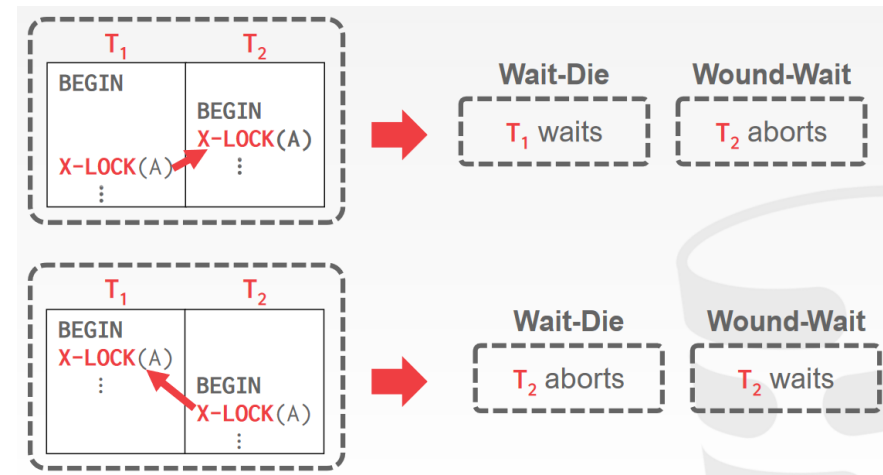 T1 T2
BEGIN
BEGIN
X-LOCK(A)
X-LOCK(A)
⋮
⋮
Wait-Die Wound-Wait
T1 waits T2 aborts
T1 T2
BEGIN
X-LOCK(A)
⋮
BEGIN
X-LOCK(A)
⋮
Wait-Die Wound-Wait
T2 aborts T2 waits